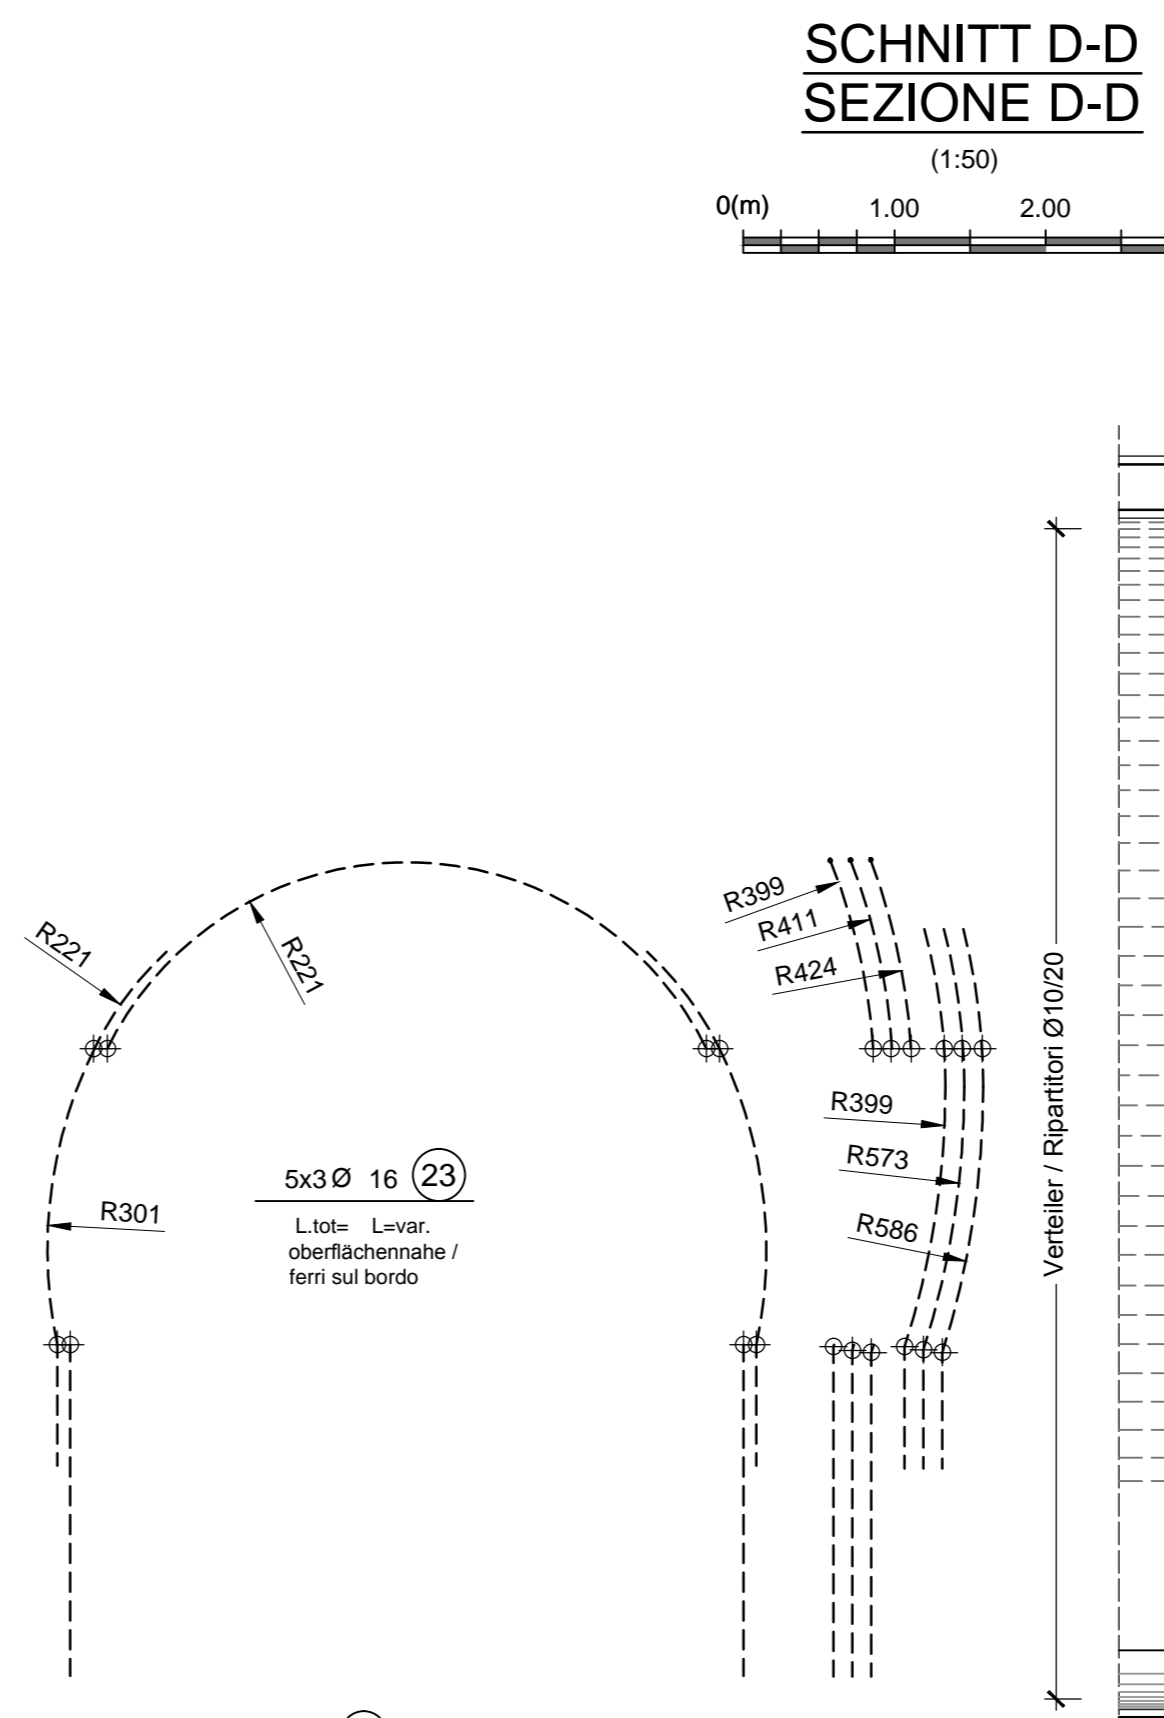 SCHNITT D-D
SEZIONE D-D
(1:50)
0(m) 1.00 2.00
R399
R411
R424
R221
R221
R399
R573
R586
R301
5x3Ø 16 23
L.tot= L=var.
oberflächennahe /
ferri sul bordo
Verteiler / Ripartitori Ø10/20